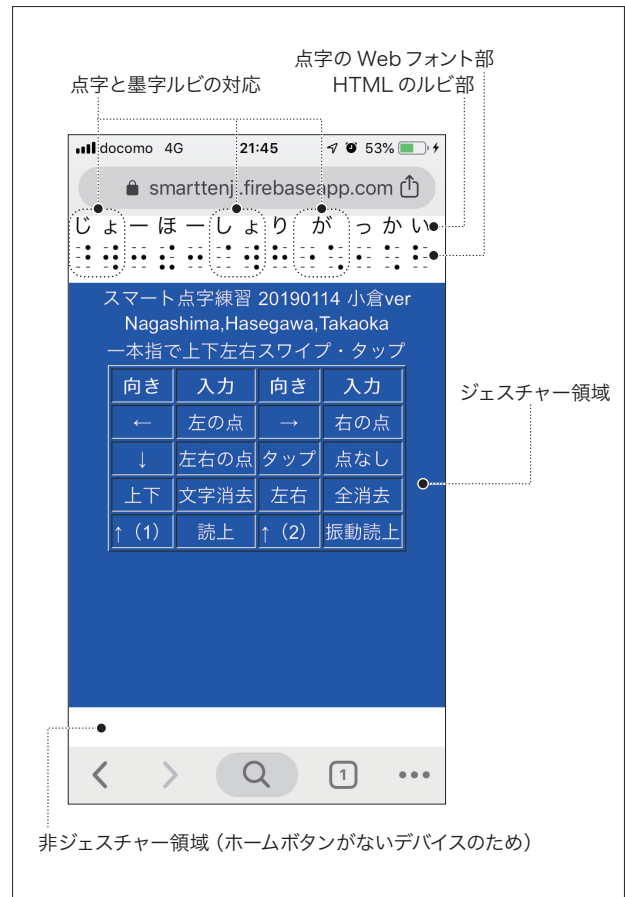 点字の Web フォント部
点字と墨字ルビの対応
HTML のルビ部
docomo 4G 21:45 53%
smarttenji.firebaseapp.com
じょーほーしょり がっかい
スマート点字練習 20190114 小倉ver
Nagashima,Hasegawa,Takaoka
一本指で上下左右スワイプ・タップ
向き 入力 向き 入力
← 左の点 → 右の点
↓ 左右の点 タップ 点なし
上下 文字消去 左右 全消去
↑（1） 読上 ↑（2） 振動読上
ジェスチャー領域
1
非ジェスチャー領域（ホームボタンがないデバイスのため）